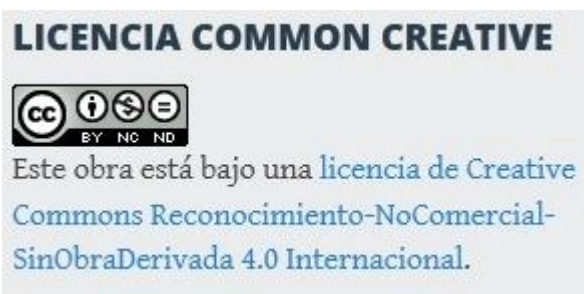 LICENCIA COMMON CREATIVE
cc
BY NC ND
Este obra está bajo una licencia de Creative
Commons Reconocimiento-NoComercial-
SinObraDerivada 4.0 Internacional.